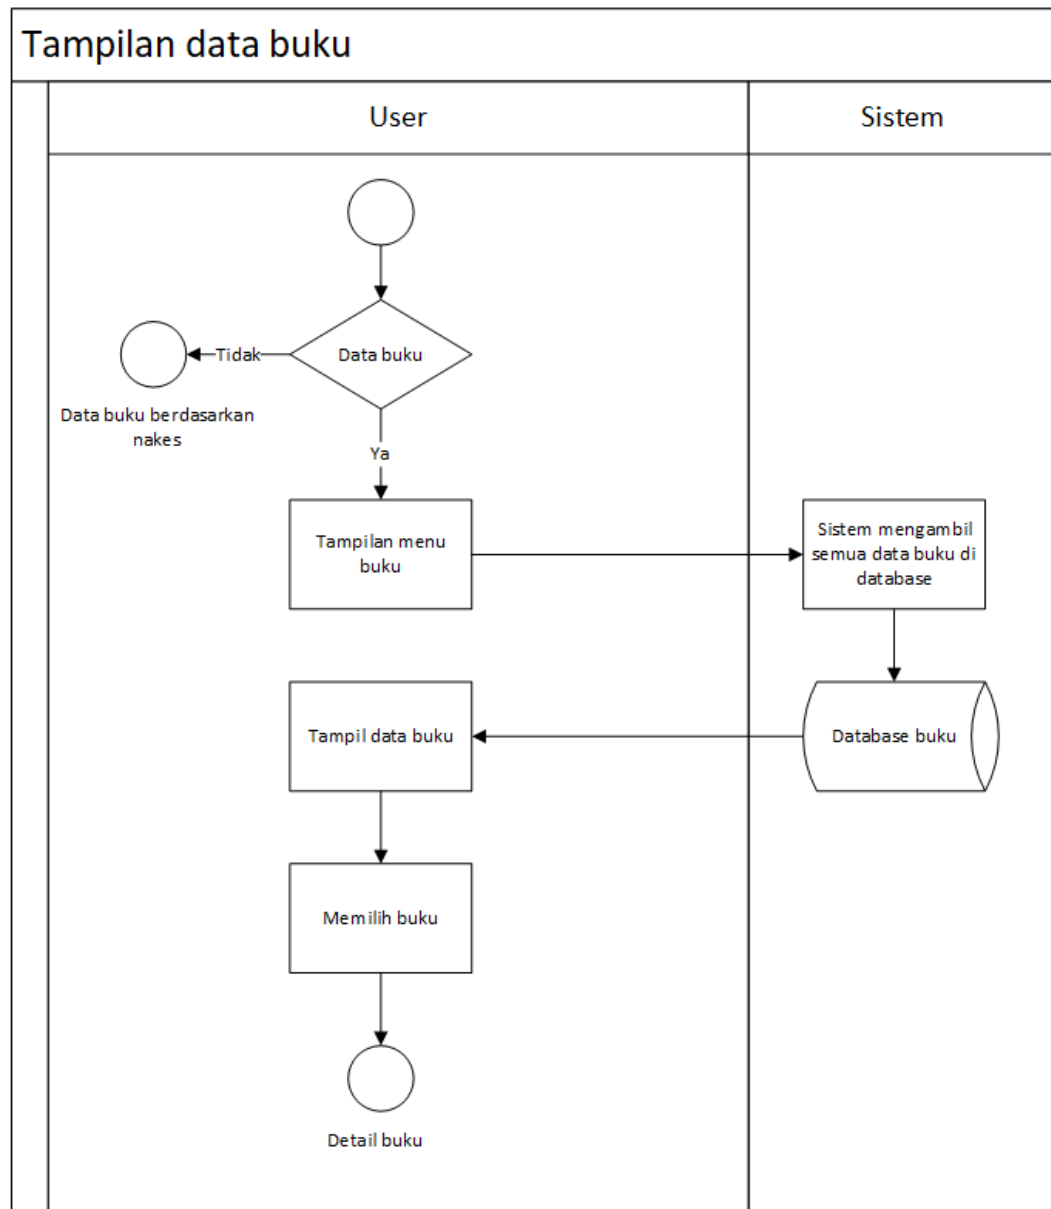 Tampilan data buku
User
Sistem
Data buku
Tidak
Data buku berdasarkan
nakes
Ya
Tampilan menu
buku
Sistem mengambil
semua data buku di
database
Tampil data buku
Database buku
Memilih buku
Detail buku